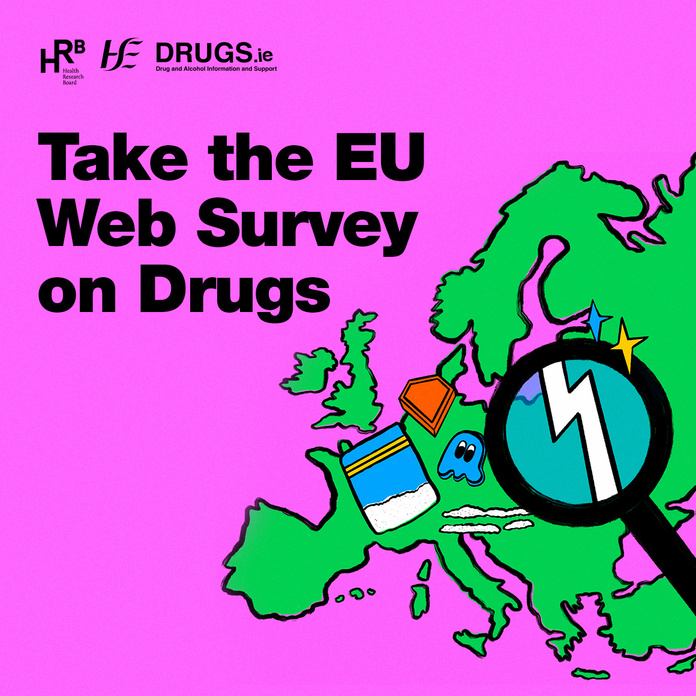 HRB
Health
Research
Board
HE
DRUGS.ie
Drug and Alcohol Information and Support
Take the EU
Web Survey
on Drugs